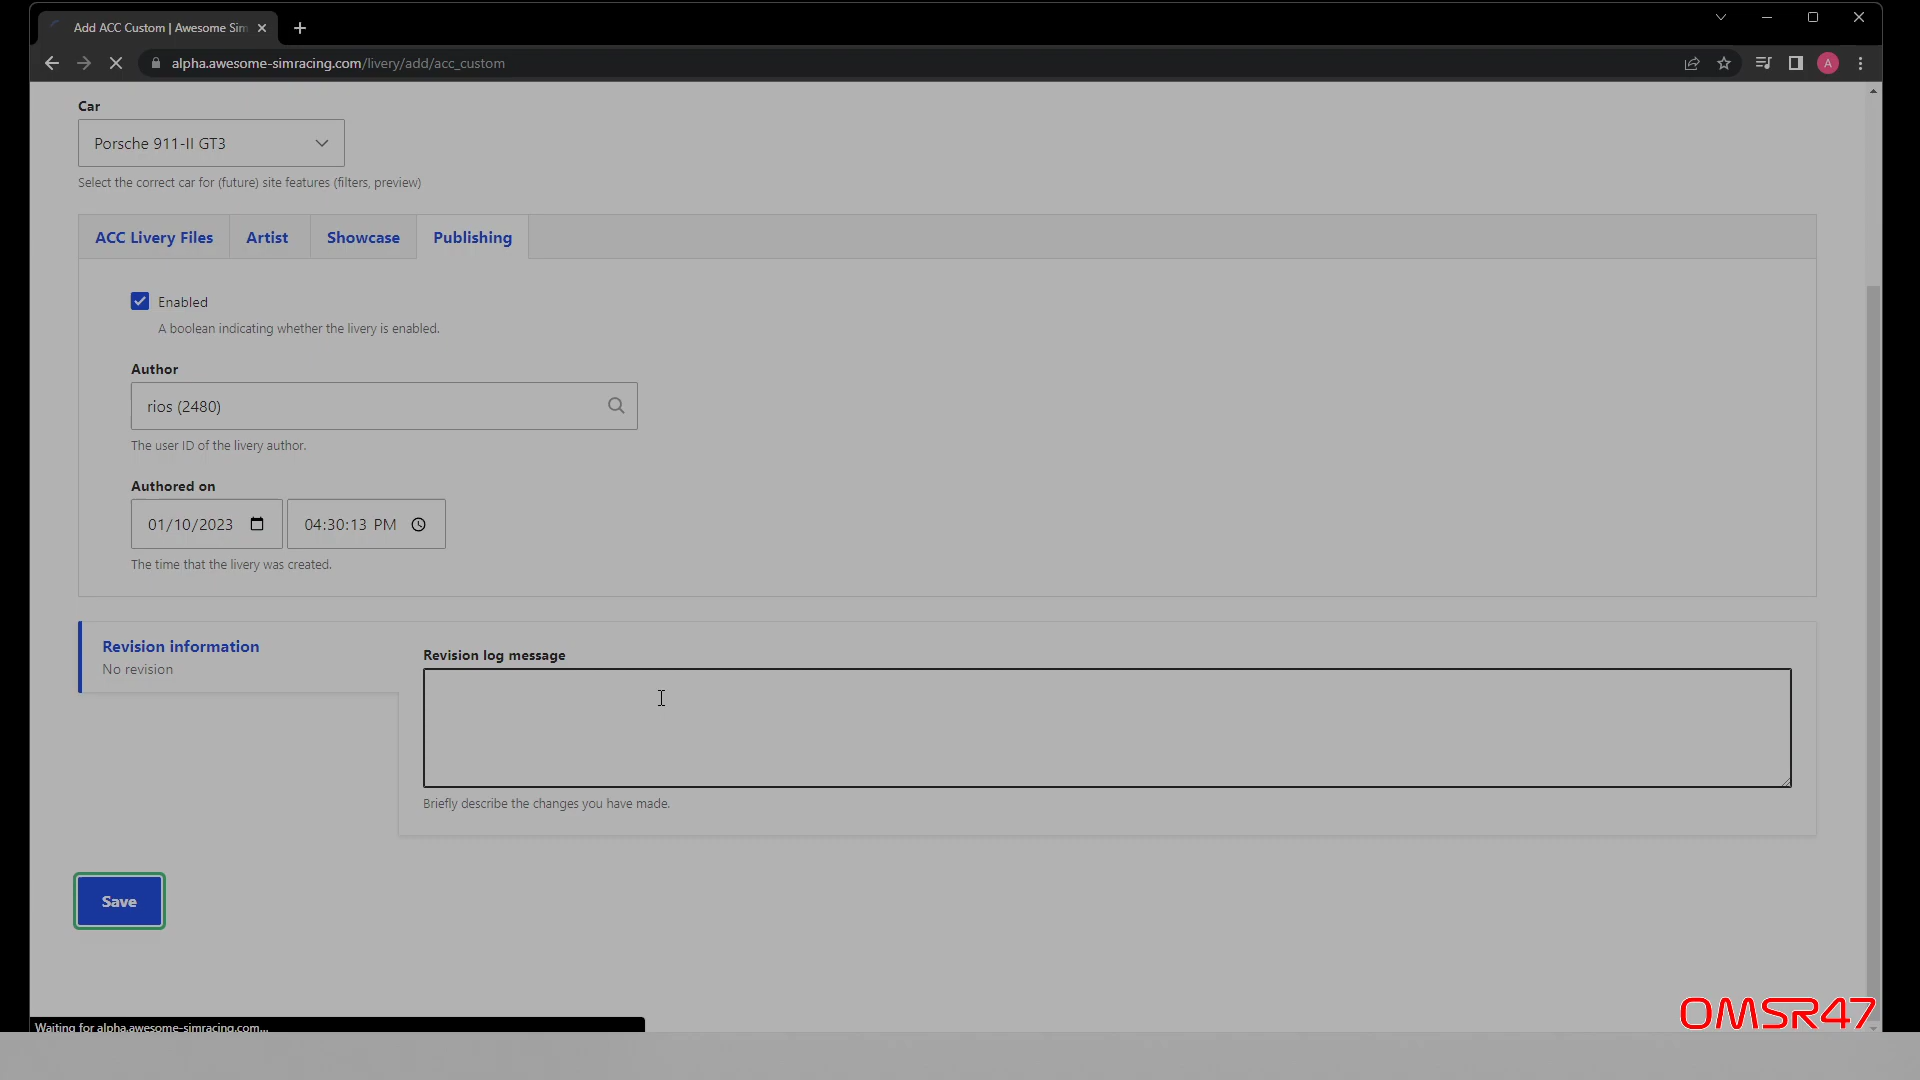 Add ACC Custom | Awesome Sim
alpha.awesome-simracing.com/livery/add/acc_custom
A
Car
Porsche 911-II GT3
Select the correct car for (future) site features (filters, preview)
ACC Livery Files
Artist
Showcase
Publishing
Enabled
A boolean indicating whether the livery is enabled.
Author
rios (2480)
The user ID of the livery author.
Authored on
01/10/2023
04:30:13 PM
The time that the livery was created.
Revision information
No revision
Revision log message
Briefly describe the changes you have made.
Save
Waiting for alpha.awesome-simracing.com...
OMSR47